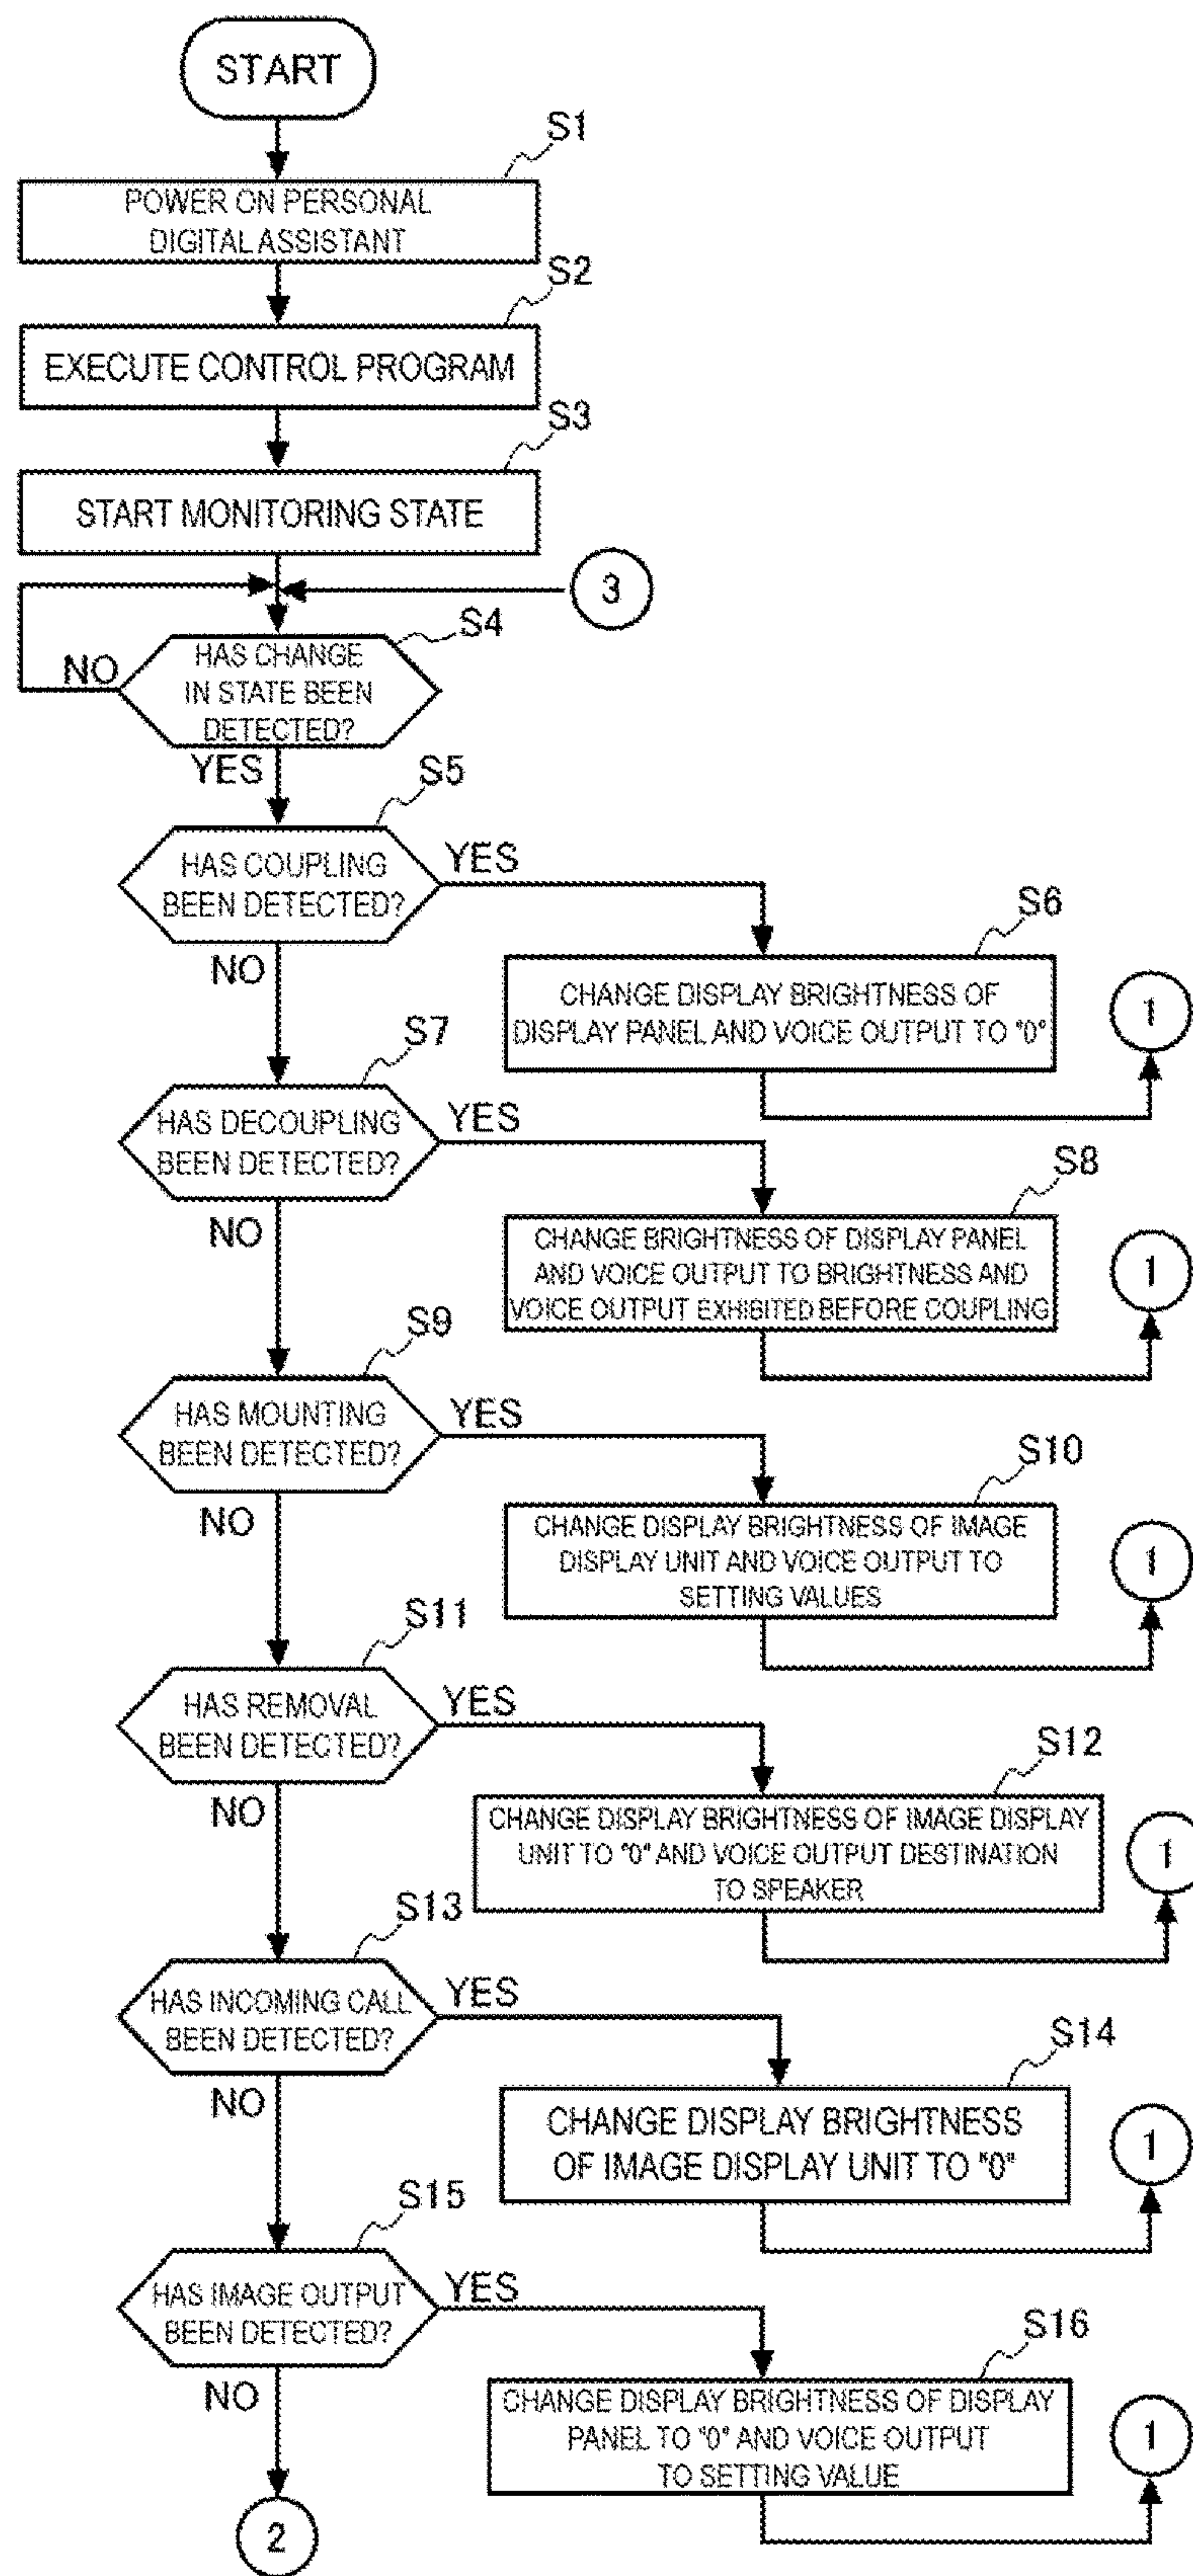 START
S1
POWER ON PERSONAL
DIGITAL ASSISTANT
S2
EXECUTE CONTROL PROGRAM
S3
START MONITORING STATE
3
S4
HAS CHANGE
IN STATE BEEN
DETECTED?
NO
YES
S5
HAS COUPLING
BEEN DETECTED?
YES
NO
S6
CHANGE DISPLAY BRIGHTNESS OF
DISPLAY PANEL AND VOICE OUTPUT TO "0"
1
S7
HAS DECOUPLING
BEEN DETECTED?
YES
NO
S8
CHANGE BRIGHTNESS OF DISPLAY PANEL
AND VOICE OUTPUT TO BRIGHTNESS AND
VOICE OUTPUT EXHIBITED BEFORE COUPLING
1
S9
HAS MOUNTING
BEEN DETECTED?
YES
NO
S10
CHANGE DISPLAY BRIGHTNESS OF IMAGE
DISPLAY UNIT AND VOICE OUTPUT TO
SETTING VALUES
1
S11
HAS REMOVAL
BEEN DETECTED?
YES
NO
S12
CHANGE DISPLAY BRIGHTNESS OF IMAGE DISPLAY
UNIT TO "0" AND VOICE OUTPUT DESTINATION
TO SPEAKER
1
S13
HAS INCOMING CALL
BEEN DETECTED?
YES
NO
S14
CHANGE DISPLAY BRIGHTNESS
OF IMAGE DISPLAY UNIT TO "0"
1
S15
HAS IMAGE OUTPUT
BEEN DETECTED?
YES
NO
S16
CHANGE DISPLAY BRIGHTNESS OF DISPLAY
PANEL TO "0" AND VOICE OUTPUT
TO SETTING VALUE
1
2